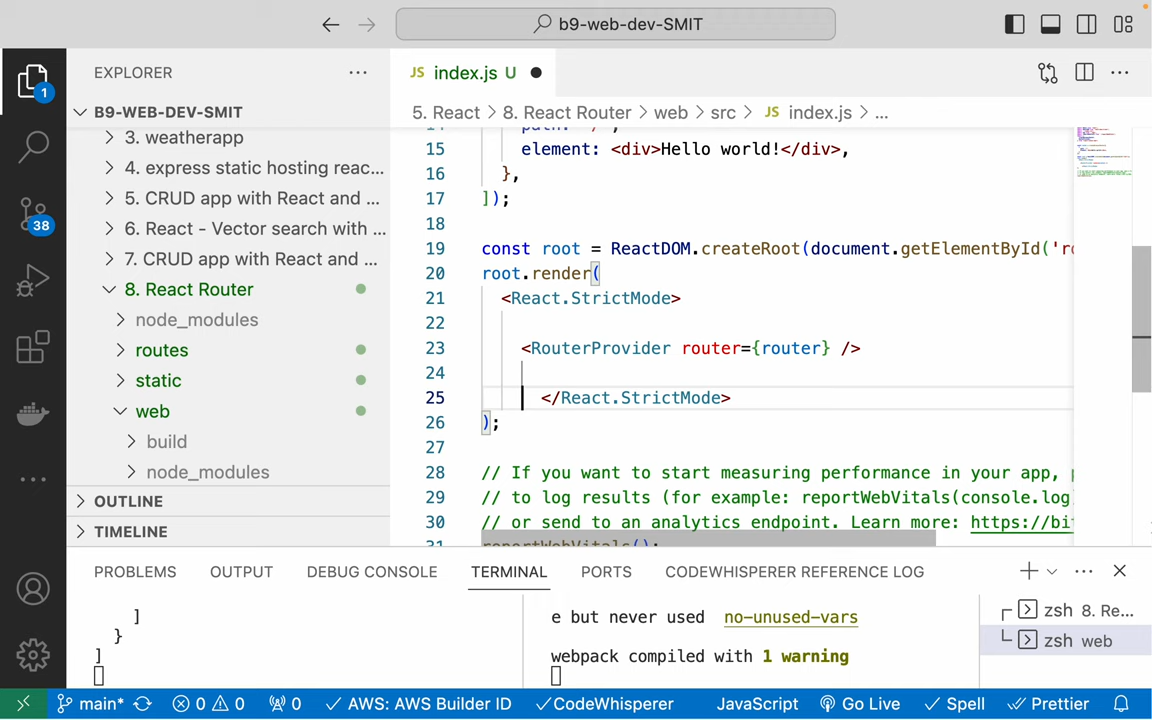 b9-web-dev-SMIT
EXPLORER
JS index.js U
1
B9-WEB-DEV-SMIT
5. React > 8. React Router > web > src > JS index.js > ...
3. weatherapp
4. express static hosting reac...
5. CRUD app with React and ...
6. React - Vector search with ...
7. CRUD app with React and ...
8. React Router
node_modules
routes
static
web
build
node_modules
OUTLINE
TIMELINE
38
15 element: <div>Hello world!</div>,
16 },
17 ]);
18
19 const root = ReactDOM.createRoot(document.getElementById('ro
20 root.render(
21 <React.StrictMode>
22
23 <RouterProvider router={router} />
24
25 </React.StrictMode>
26 );
27
28 // If you want to start measuring performance in your app, p
29 // to log results (for example: reportWebVitals(console.log
30 // or send to an analytics endpoint. Learn more: https://bi
31 reportWebVitals();
PROBLEMS OUTPUT DEBUG CONSOLE TERMINAL PORTS CODEWHISPERER REFERENCE LOG
]
}
]
e but never used no-unused-vars
webpack compiled with 1 warning
zsh 8. Re...
zsh web
main* 0 0 0 AWS: AWS Builder ID CodeWhisperer JavaScript Go Live Spell Prettier